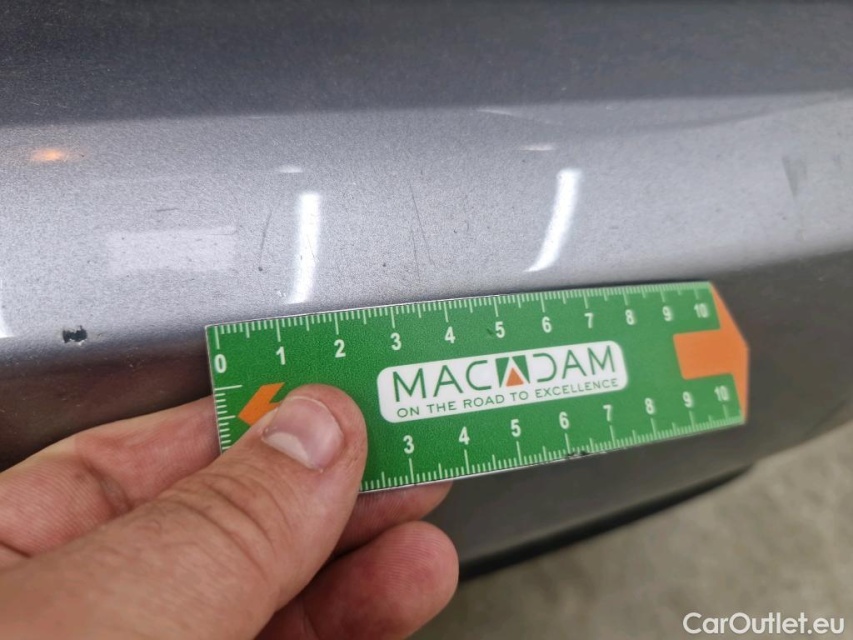 0 1 2 3 4 5 6 7 8 9 10
MACADAM
ON THE ROAD TO EXCELLENCE
3 4 5 6 7 8 9 10
CarOutlet.eu